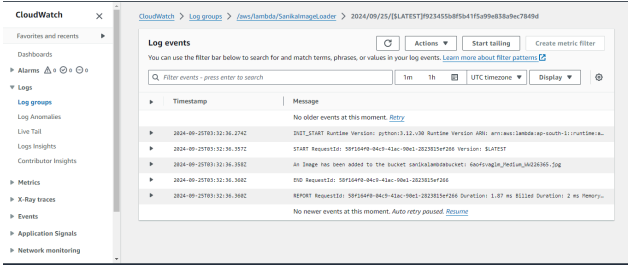 CloudWatch
CloudWatch > Log groups > /aws/lambda/SanikaImageLoader > 2024/09/25/[$LATEST]f923455b8f5b41f5a99e838a9ec7849d
Favorites and recents
Dashboards
Alarms 0 0 0
Logs
Log groups
Log Anomalies
Live Tail
Logs Insights
Contributor Insights
Metrics
X-Ray traces
Events
Application Signals
Network monitoring
Log events
Actions
Start tailing
Create metric filter
You can use the filter bar below to search for and match terms, phrases, or values in your log events. Learn more about filter patterns
Filter events - press enter to search
1m 1h
UTC timezone
Display
Timestamp Message
No older events at this moment. Retry
2024-09-25T03:32:36.274Z INIT_START Runtime Version: python:3.12.v30 Runtime Version ARN: arn:aws:lambda:ap-south-1::runtime:a…
2024-09-25T03:32:36.357Z START RequestId: 58f164f0-04c9-41ac-90e1-2823815ef266 Version: $LATEST
2024-09-25T03:32:36.358Z An Image has been added to the bucket sanikalambdabucket:
2024-09-25T03:32:36.360Z END RequestId: 58f164f0-04c9-41ac-90e1-2823815ef266
2024-09-25T03:32:36.360Z REPORT RequestId: 58f164f0-04c9-41ac-90e1-2823815ef266 Duration: 1.87 ms Billed Duration: 2 ms Memory…
No newer events at this moment. Auto retry paused. Resume